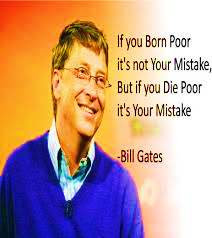 If you Born Poor
it's not Your Mistake,
But if you Die Poor
it's Your Mistake
-Bill Gates